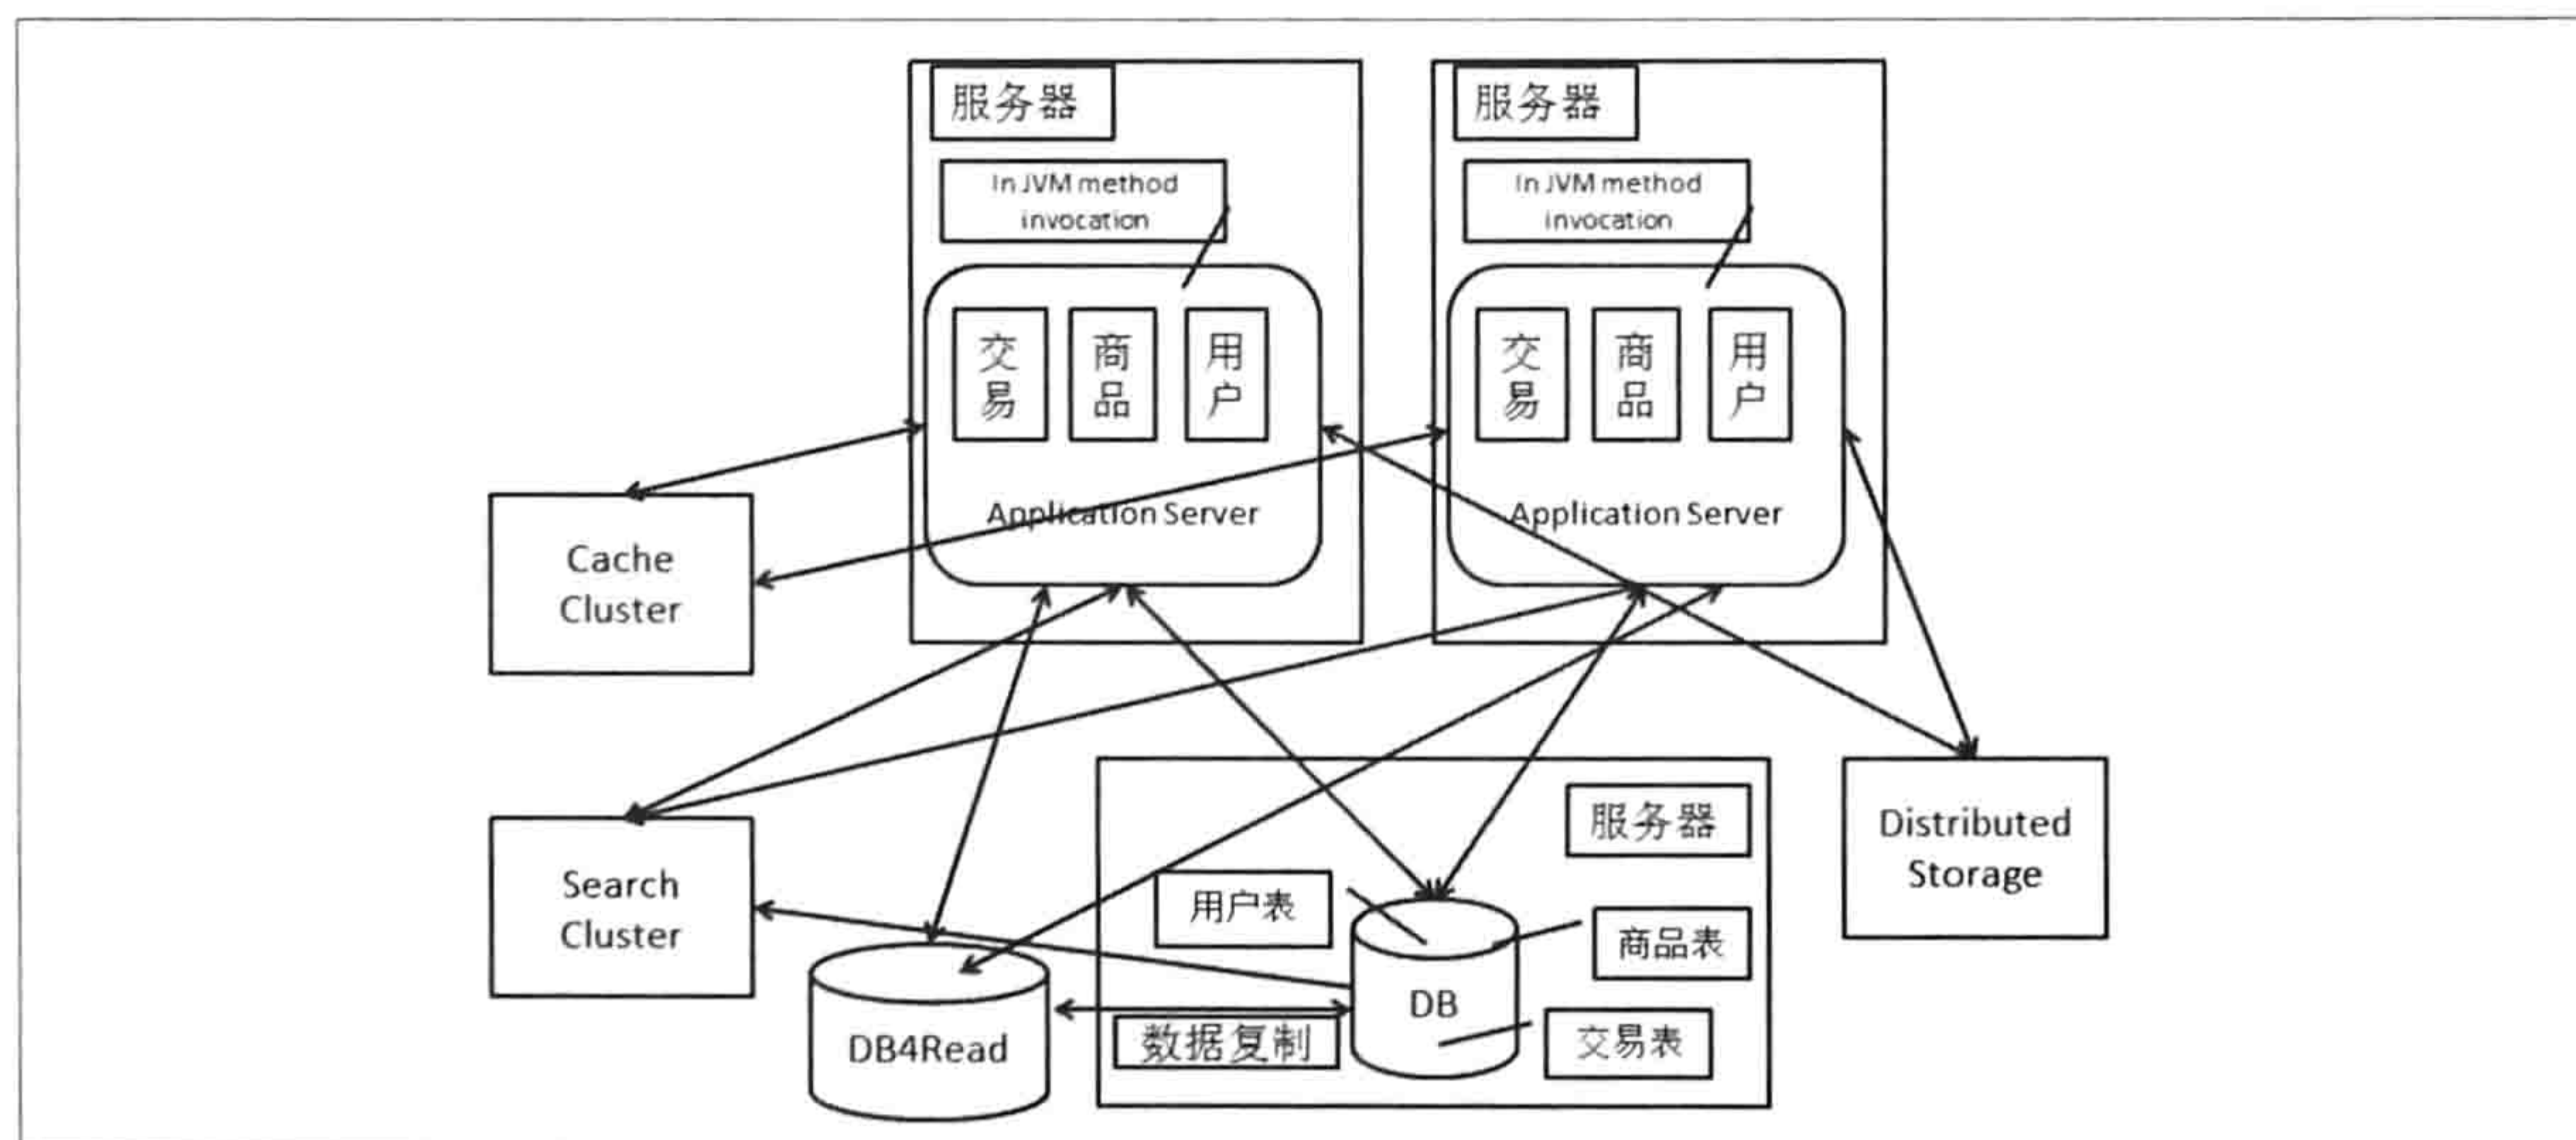 服务器
In JVM method
invocation
交
易
商
品
用
户
Application Server
服务器
In JVM method
invocation
交
易
商
品
用
户
Application Server
Cache
Cluster
Search
Cluster
DB4Read
服务器
用户表
商品表
DB
数据复制
交易表
Distributed
Storage